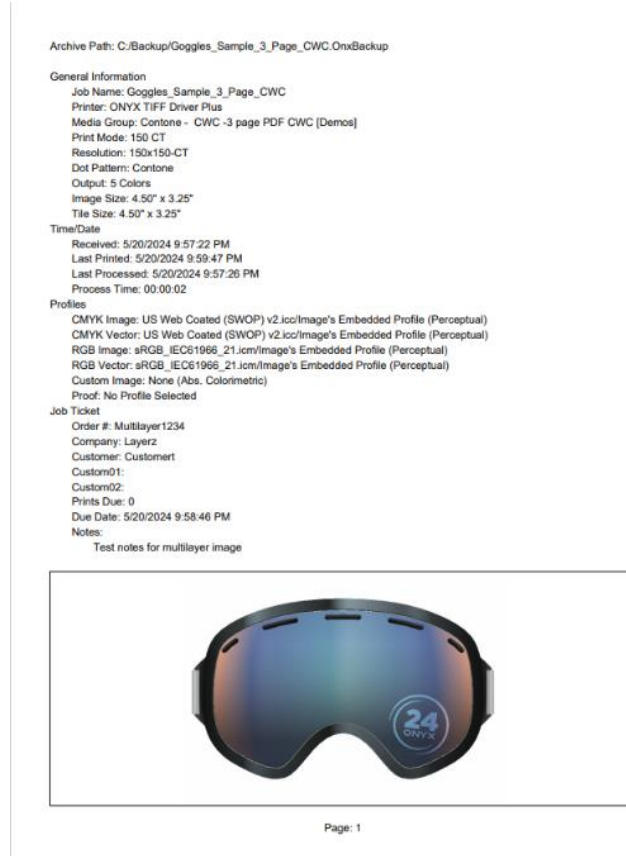 Archive Path: C:/Backup/Goggles_Sample_3_Page_CWC.OnxBackup
General Information
Job Name: Goggles_Sample_3_Page_CWC
Printer: ONYX TIFF Driver Plus
Media Group: Contone - CWC -3 page PDF CWC [Demos]
Print Mode: 150 CT
Resolution: 150x150-CT
Dot Pattern: Contone
Output: 5 Colors
Image Size: 4.50" x 3.25"
Tile Size: 4.50" x 3.25"
Time/Date
Received: 5/20/2024 9:57:22 PM
Last Printed: 5/20/2024 9:59:47 PM
Last Processed: 5/20/2024 9:57:26 PM
Process Time: 00:00:02
Profiles
CMYK Image: US Web Coated (SWOP) v2.icc/Image's Embedded Profile (Perceptual)
CMYK Vector: US Web Coated (SWOP) v2.icc/Image's Embedded Profile (Perceptual)
RGB Image: sRGB_IEC61966_21.icm/Image's Embedded Profile (Perceptual)
RGB Vector: sRGB_IEC61966_21.icm/Image's Embedded Profile (Perceptual)
Custom Image: None (Abs. Colorimetric)
Proof: No Profile Selected
Job Ticket
Order #: Multilayer1234
Company: Layerz
Customer: Customert
Custom01:
Custom02:
Prints Due: 0
Due Date: 5/20/2024 9:58:46 PM
Notes:
Test notes for multilayer image
24
ONYX
Page: 1